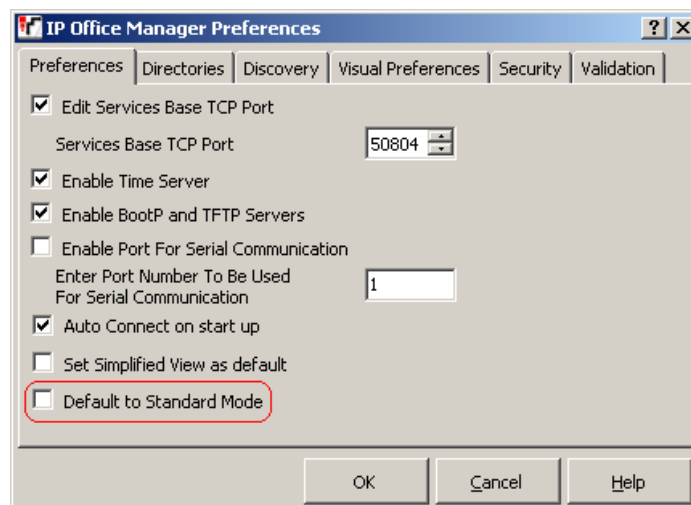 IP Office Manager Preferences
Preferences Directories Discovery Visual Preferences Security Validation
Edit Services Base TCP Port
Services Base TCP Port 50804
Enable Time Server
Enable BootP and TFTP Servers
Enable Port For Serial Communication
Enter Port Number To Be Used
For Serial Communication 1
Auto Connect on start up
Set Simplified View as default
Default to Standard Mode
OK Cancel Help